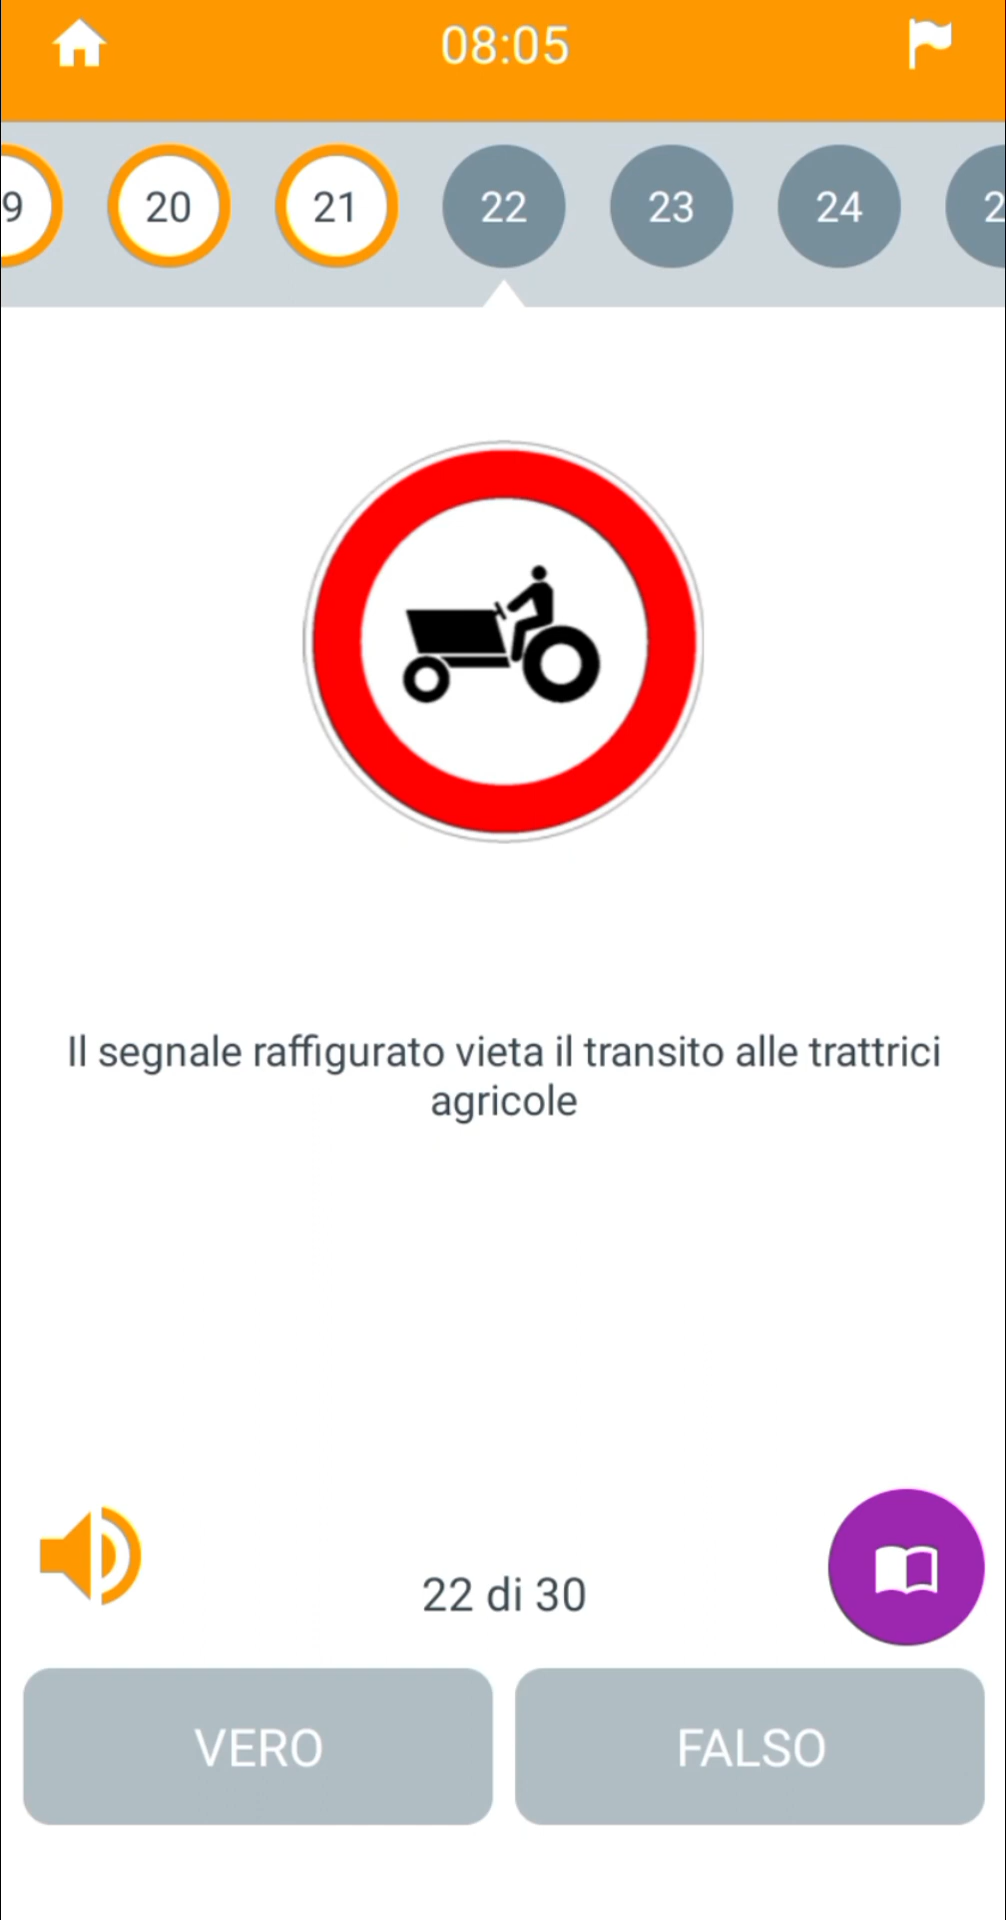 08:05
9 20 21 22 23 24 2
Il segnale raffigurato vieta il transito alle trattrici
agricole
22 di 30
VERO FALSO